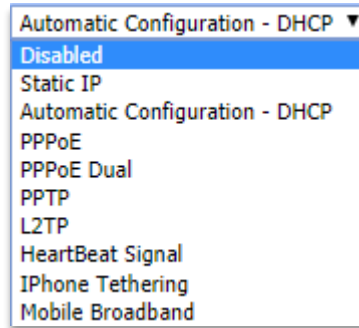 Automatic Configuration - DHCP ▼
Disabled
Static IP
Automatic Configuration - DHCP
PPPoE
PPPoE Dual
PPTP
L2TP
HeartBeat Signal
IPhone Tethering
Mobile Broadband